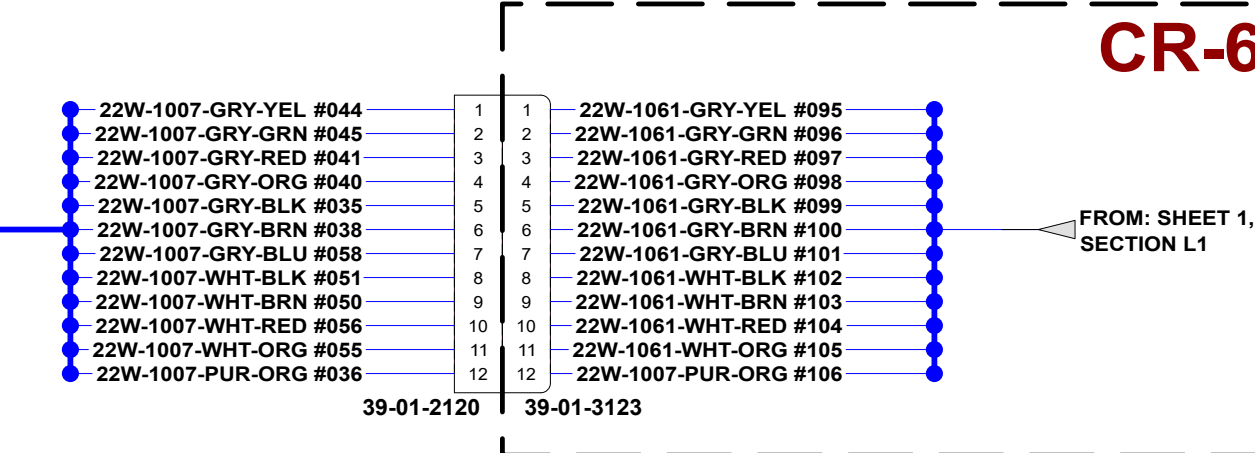 CR-6
22W-1007-GRY-YEL #044 1 1 22W-1061-GRY-YEL #095
22W-1007-GRY-GRN #045 2 2 22W-1061-GRY-GRN #096
22W-1007-GRY-RED #041 3 3 22W-1061-GRY-RED #097
22W-1007-GRY-ORG #040 4 4 22W-1061-GRY-ORG #098
22W-1007-GRY-BLK #035 5 5 22W-1061-GRY-BLK #099
22W-1007-GRY-BRN #038 6 6 22W-1061-GRY-BRN #100
22W-1007-GRY-BLU #058 7 7 22W-1061-GRY-BLU #101
22W-1007-WHT-BLK #051 8 8 22W-1061-WHT-BLK #102
22W-1007-WHT-BRN #050 9 9 22W-1061-WHT-BRN #103
22W-1007-WHT-RED #056 10 10 22W-1061-WHT-RED #104
22W-1007-WHT-ORG #055 11 11 22W-1061-WHT-ORG #105
22W-1007-PUR-ORG #036 12 12 22W-1007-PUR-ORG #106
39-01-2120 39-01-3123
FROM: SHEET 1,
SECTION L1